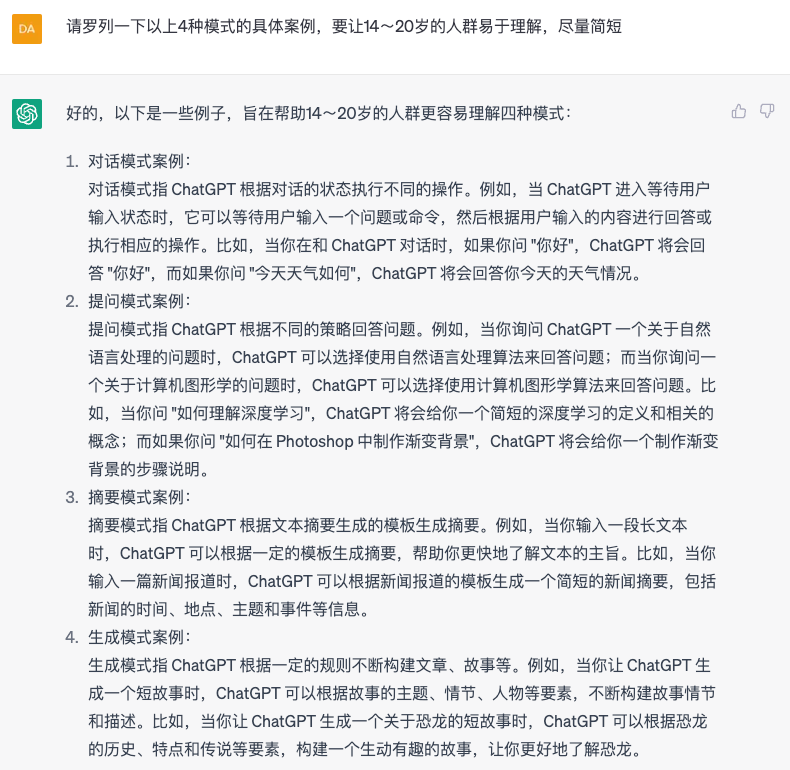 DA
请罗列一下以上4种模式的具体案例，要让14～20岁的人群易于理解，尽量简短
好的，以下是一些例子，旨在帮助14～20岁的人群更容易理解四种模式：
1. 对话模式案例：
对话模式指 ChatGPT 根据对话的状态执行不同的操作。例如，当 ChatGPT 进入等待用户
输入状态时，它可以等待用户输入一个问题或命令，然后根据用户输入的内容进行回答或
执行相应的操作。比如，当你在和 ChatGPT 对话时，如果你问 "你好"，ChatGPT 将会回
答 "你好"，而如果你问 "今天天气如何"，ChatGPT 将会回答你今天的天气情况。
2. 提问模式案例：
提问模式指 ChatGPT 根据不同的策略回答问题。例如，当你询问 ChatGPT 一个关于自然
语言处理的问题时，ChatGPT 可以选择使用自然语言处理算法来回答问题；而当你询问一
个关于计算机图形学的问题时，ChatGPT 可以选择使用计算机图形学算法来回答问题。比
如，当你问 "如何理解深度学习"，ChatGPT 将会给你一个简短的深度学习的定义和相关的
概念；而如果你问 "如何在 Photoshop 中制作渐变背景"，ChatGPT 将会给你一个制作渐变
背景的步骤说明。
3. 摘要模式案例：
摘要模式指 ChatGPT 根据文本摘要生成的模板生成摘要。例如，当你输入一段长文本
时，ChatGPT 可以根据一定的模板生成摘要，帮助你更快地了解文本的主旨。比如，当你
输入一篇新闻报道时，ChatGPT 可以根据新闻报道的模板生成一个简短的新闻摘要，包括
新闻的时间、地点、主题和事件等信息。
4. 生成模式案例：
生成模式指 ChatGPT 根据一定的规则不断构建文章、故事等。例如，当你让 ChatGPT 生
成一个短故事时，ChatGPT 可以根据故事的主题、情节、人物等要素，不断构建故事情节
和描述。比如，当你让 ChatGPT 生成一个关于恐龙的短故事时，ChatGPT 可以根据恐龙
的历史、特点和传说等要素，构建一个生动有趣的故事，让你更好地了解恐龙。